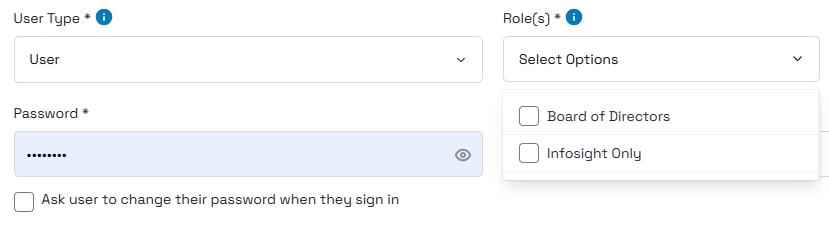 User Type *
Role(s) *
User
Select Options
Password *
Board of Directors
Infosight Only
••••••••
Ask user to change their password when they sign in